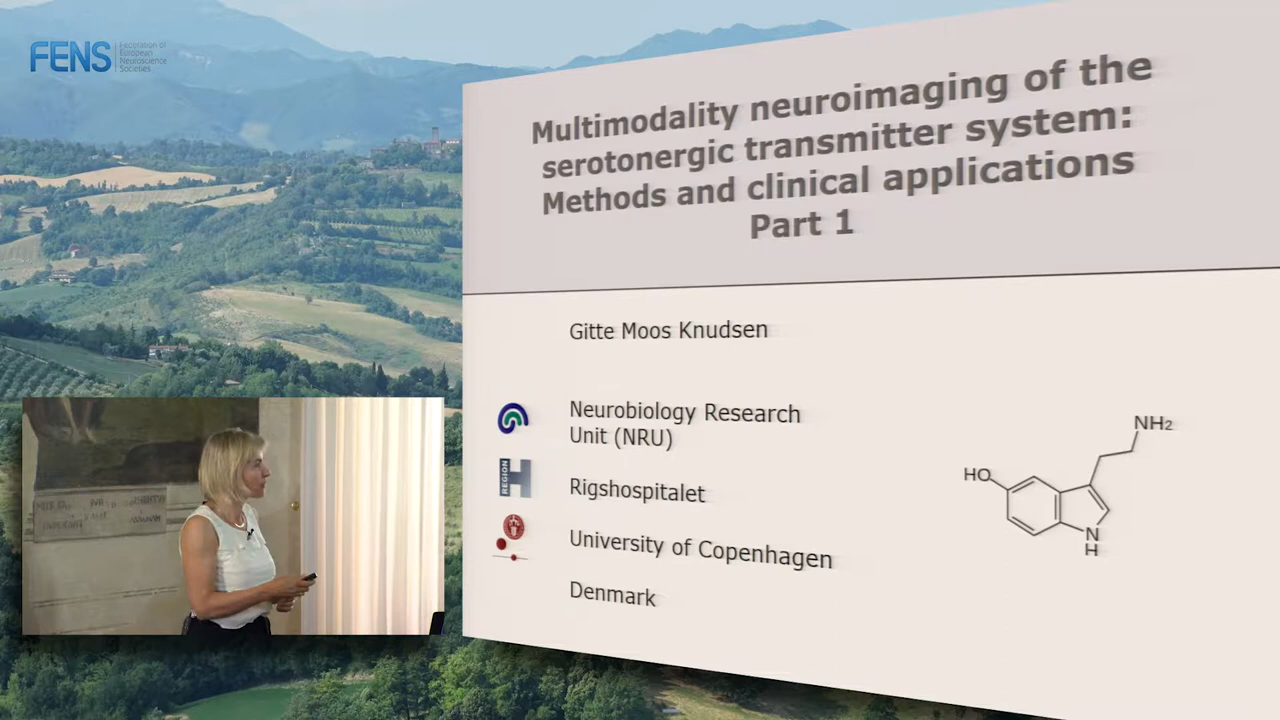 FENS
Federation of
European
Neuroscience
Societies
Multimodality neuroimaging of the
serotonergic transmitter system:
Methods and clinical applications
Part 1
Gitte Moos Knudsen
Neurobiology Research
Unit (NRU)
REGION
H
Rigshospitalet
University of Copenhagen
Denmark
NH2
HO
N
H